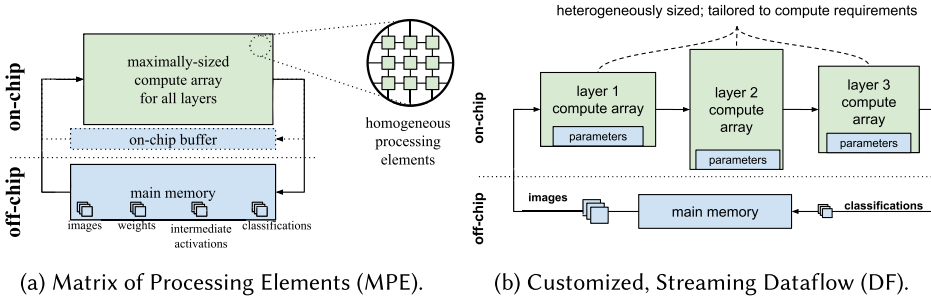 on-chip
maximally-sized
compute array
for all layers
homogeneous
processing
elements
on-chip buffer
off-chip
main memory
images
weights
intermediate
activations
classifications
(a) Matrix of Processing Elements (MPE).
heterogeneously sized; tailored to compute requirements
on-chip
layer 1
compute array
parameters
layer 2
compute
array
parameters
layer 3
compute
array
parameters
off-chip
images
main memory
classifications
(b) Customized, Streaming Dataflow (DF).